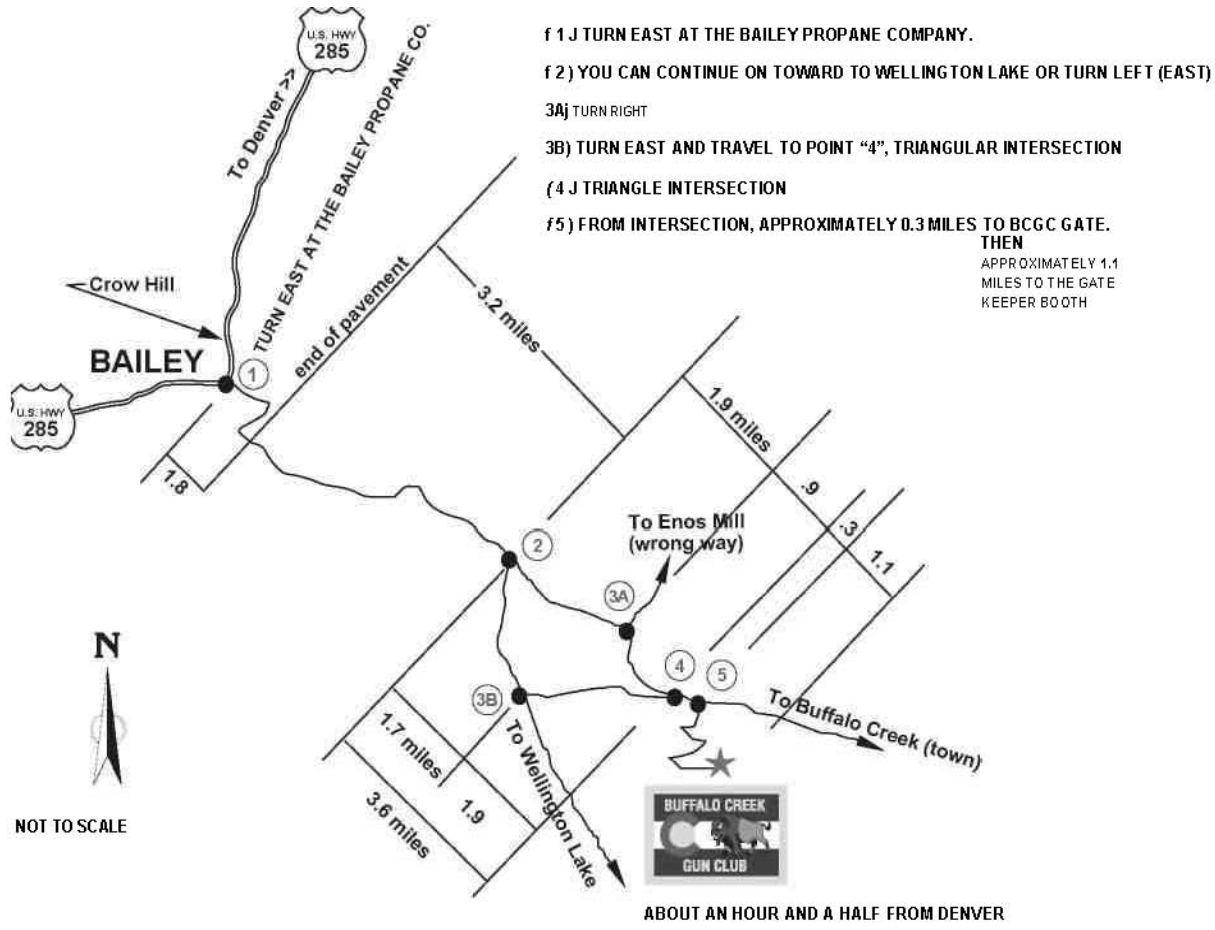 U.S. HWY
285
To Denver >>
TURN EAST AT THE BAILEY PROPANE CO.
f 1 J TURN EAST AT THE BAILEY PROPANE COMPANY.
f 2 ) YOU CAN CONTINUE ON TOWARD TO WELLINGTON LAKE OR TURN LEFT (EAST)
3Aj TURN RIGHT
3B) TURN EAST AND TRAVEL TO POINT “4”, TRIANGULAR INTERSECTION
(4 J TRIANGLE INTERSECTION
f5 ) FROM INTERSECTION, APPROXIMATELY 0.3 MILES TO BCGC GATE.
THEN
APPROXIMATELY 1.1
MILES TO THE GATE
KEEPER BOOTH
Crow Hill
BAILEY
1
U.S. HWY
285
end of pavement
1.8
3.2 miles
1.9 miles
.9
.3
1.1
2
To Enos Mill
(wrong way)
3A
4
5
3B
To Buffalo Creek (town)
To Wellington Lake
1.7 miles
1.9
3.6 miles
N
NOT TO SCALE
BUFFALO CREEK
GUN CLUB
ABOUT AN HOUR AND A HALF FROM DENVER